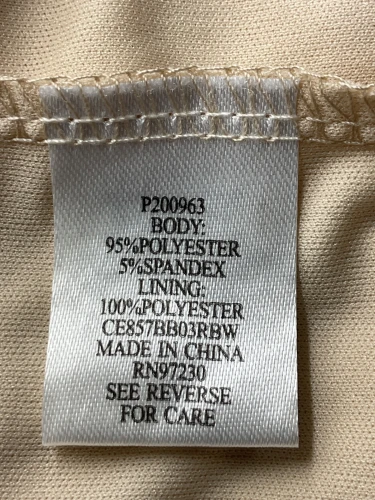 P200963
BODY:
95%POLYESTER
5%SPANDEX
LINING:
100%POLYESTER
CE857BB03RBW
MADE IN CHINA
RN97230
SEE REVERSE
FOR CARE